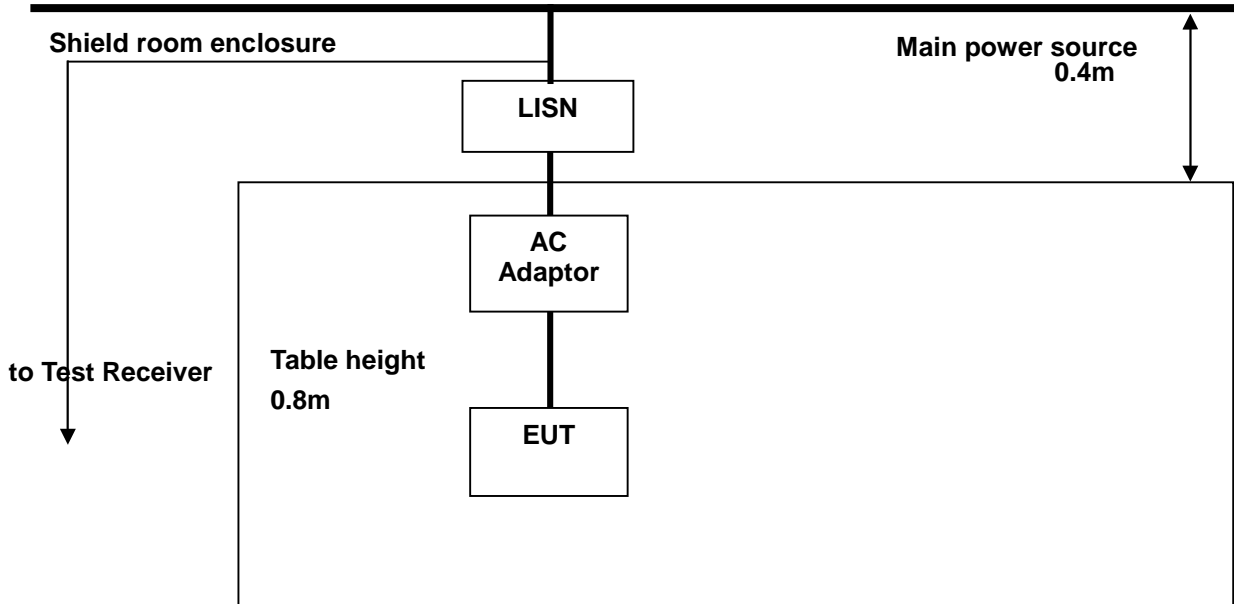 Shield room enclosure
Main power source
0.4m
LISN
AC
Adaptor
Table height
to Test Receiver
0.8m
EUT